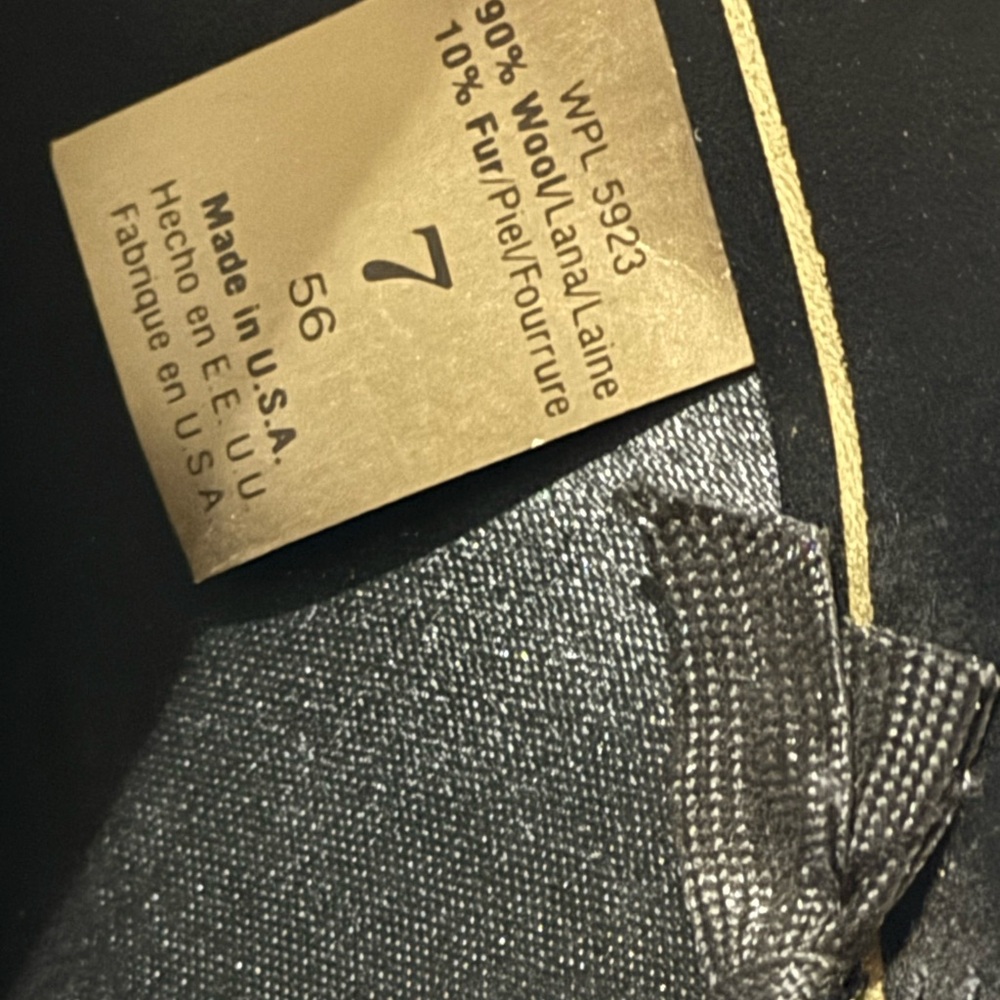 WPL 5923
90% Wool/Lana/Laine
10% Fur/Piel/Fourrure
7
56
Made in U.S.A.
Hecho en E.E. U.U.
Fabrique en U.S.A